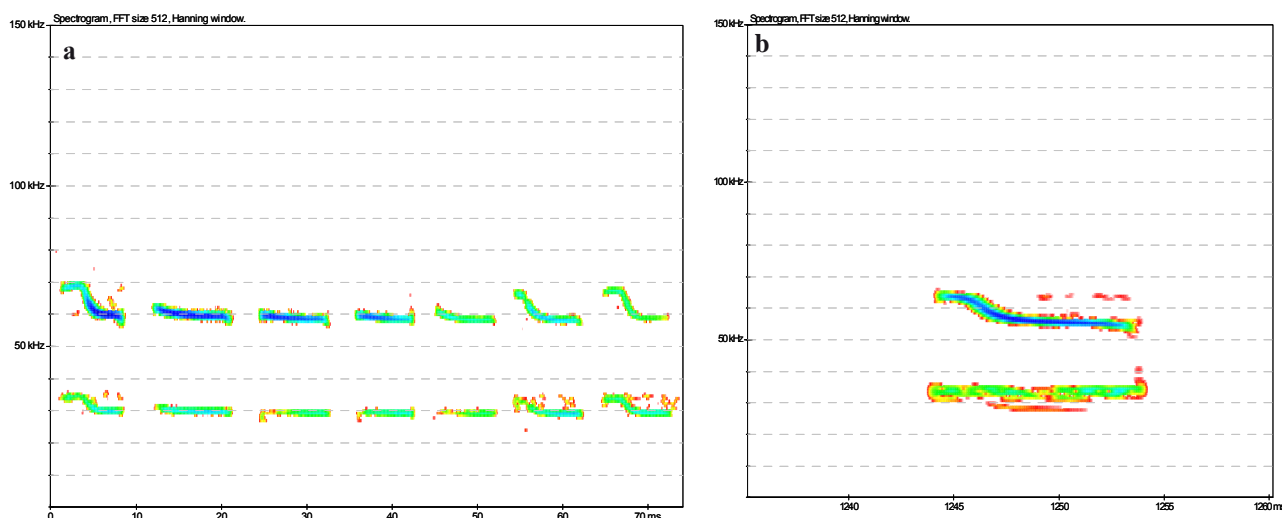 Spectrogram, FFT size 512, Hanning window.
150 kHz
a
100 kHz
50 kHz
0 10 20 30 40 50 60 70 ms
Spectrogram, FFT size 512, Hanning window.
150 kHz
b
100 kHz
50 kHz
1240 1245 1250 1255 1260 m